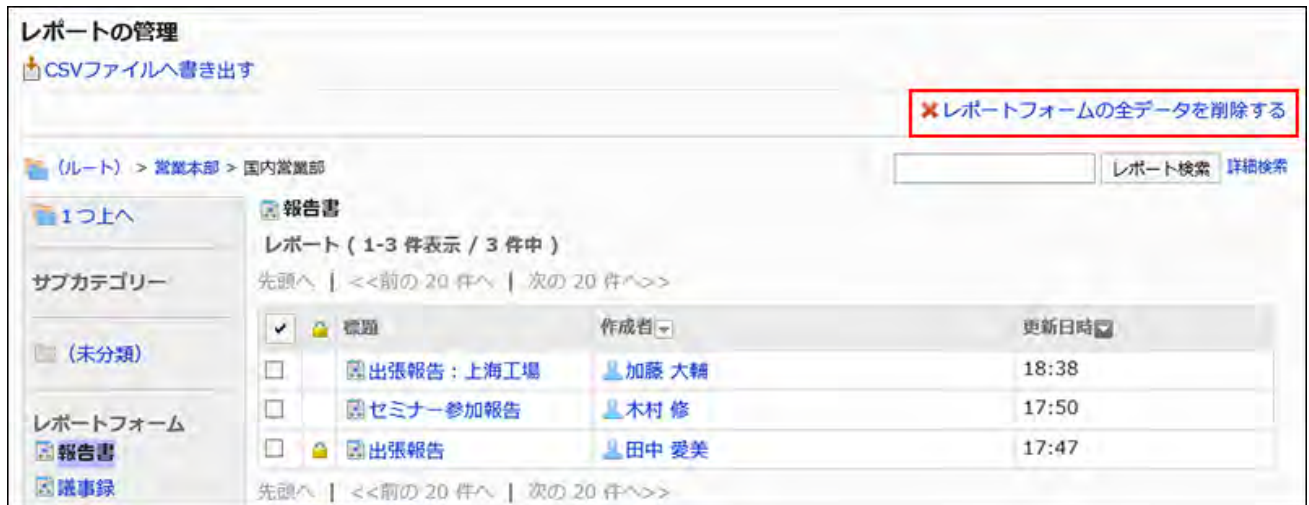 レポートの管理
CSVファイルへ書き出す
レポートフォームの全データを削除する
(ルート) > 営業本部 > 国内営業部
レポート検索 詳細検索
1つ上へ
サブカテゴリー
(未分類)
レポートフォーム
報告書
議事録
報告書
レポート ( 1-3 件表示 / 3 件中 )
先頭へ | <<前の 20 件へ | 次の 20 件へ>>
標題 作成者 更新日時
出張報告：上海工場 加藤 大輔 18:38
セミナー参加報告 木村 修 17:50
出張報告 田中 愛美 17:47
先頭へ | <<前の 20 件へ | 次の 20 件へ>>